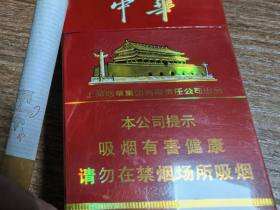 中華
上海烟草集团有限责任公司出品
本公司提示
吸烟有害健康
请勿在禁烟场所吸烟